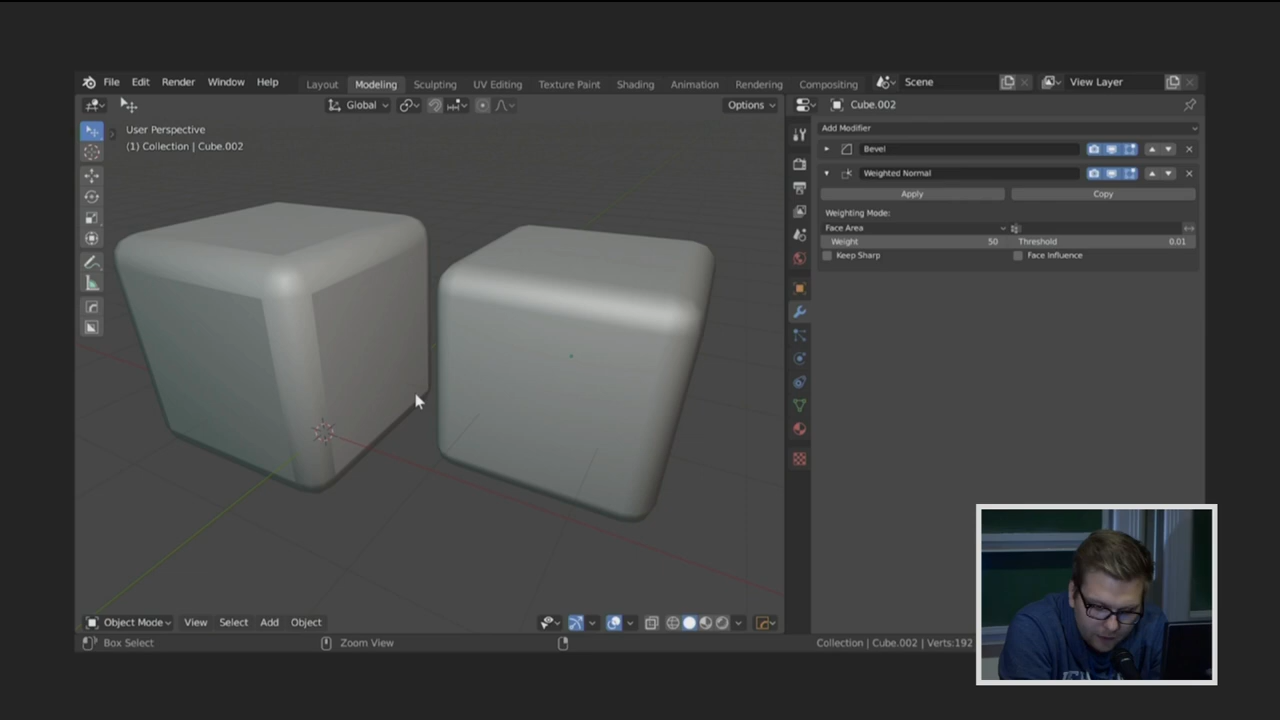 File Edit Render Window Help Layout Modeling Sculpting UV Editing Texture Paint Shading Animation Rendering Compositing Scene View Layer
Global Options Cube.002
User Perspective
(1) Collection | Cube.002
Add Modifier
Bevel
Weighted Normal
Apply Copy
Weighting Mode:
Face Area
Weight 50 Threshold 0.01
Keep Sharp Face Influence
Object Mode View Select Add Object
Box Select Zoom View Collection | Cube.002 | Verts:192